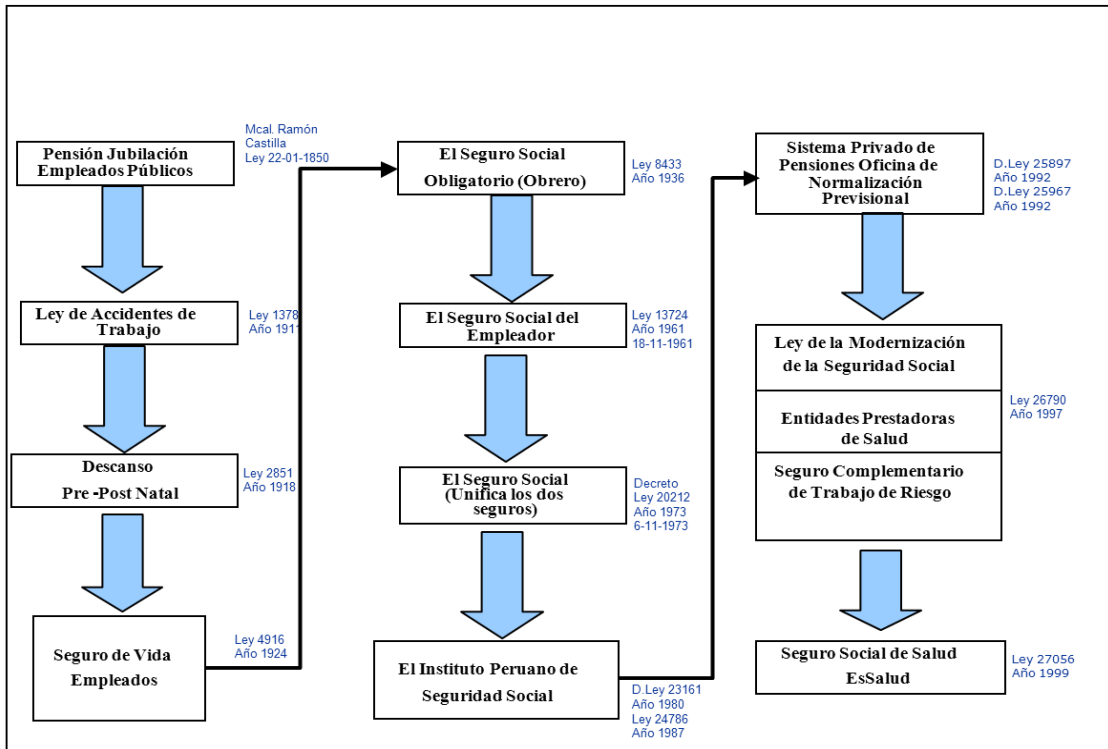 Pensión Jubilación
Empleados Públicos
Mcal. Ramón
Castilla
Ley 22-01-1850
Ley de Accidentes de
Trabajo
Ley 1378
Año 1911
Descanso
Pre -Post Natal
Ley 2851
Año 1918
Seguro de Vida
Empleados
Ley 4916
Año 1924
El Seguro Social
Obligatorio (Obrero)
Ley 8433
Año 1936
El Seguro Social del
Empleador
Ley 13724
Año 1961
18-11-1961
El Seguro Social
(Unifica los dos
seguros)
Decreto
Ley 20212
Año 1973
6-11-1973
El Instituto Peruano de
Seguridad Social
D.Ley 23161
Año 1980
Ley 24786
Año 1987
Sistema Privado de
Pensiones Oficina de
Normalización
Previsional
D.Ley 25897
Año 1992
D.Ley 25967
Año 1992
Ley de la Modernización
de la Seguridad Social
Entidades Prestadoras
de Salud
Seguro Complementario
de Trabajo de Riesgo
Ley 26790
Año 1997
Seguro Social de Salud
EsSalud
Ley 27056
Año 1999